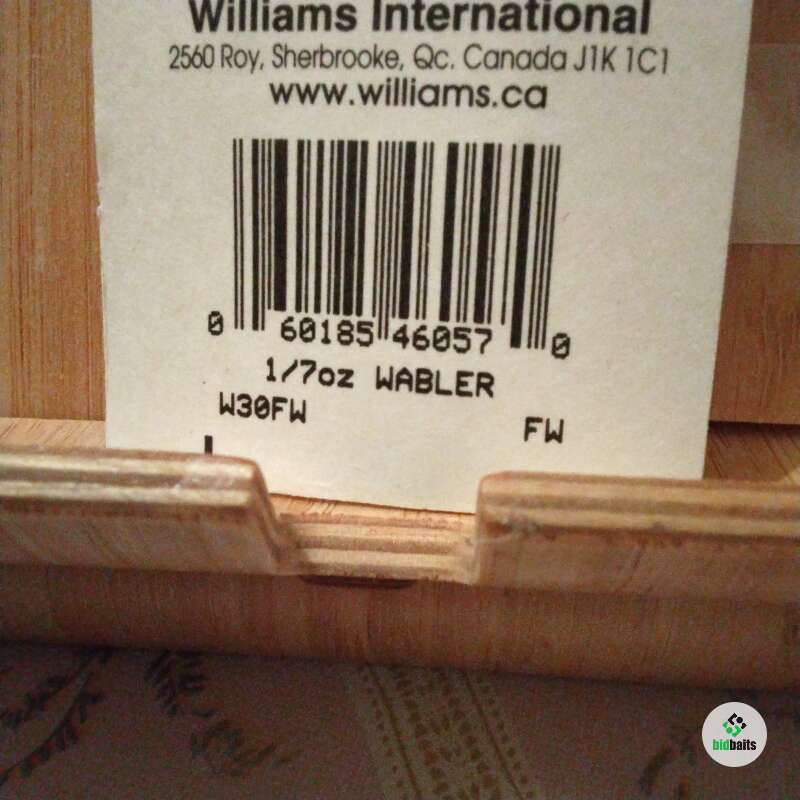 Williams International
2560 Roy, Sherbrooke, Qc. Canada J1K 1C1
www.williams.ca
0 60185 46057 0
1/7oz WABLER
W30FW FW
bidbaits